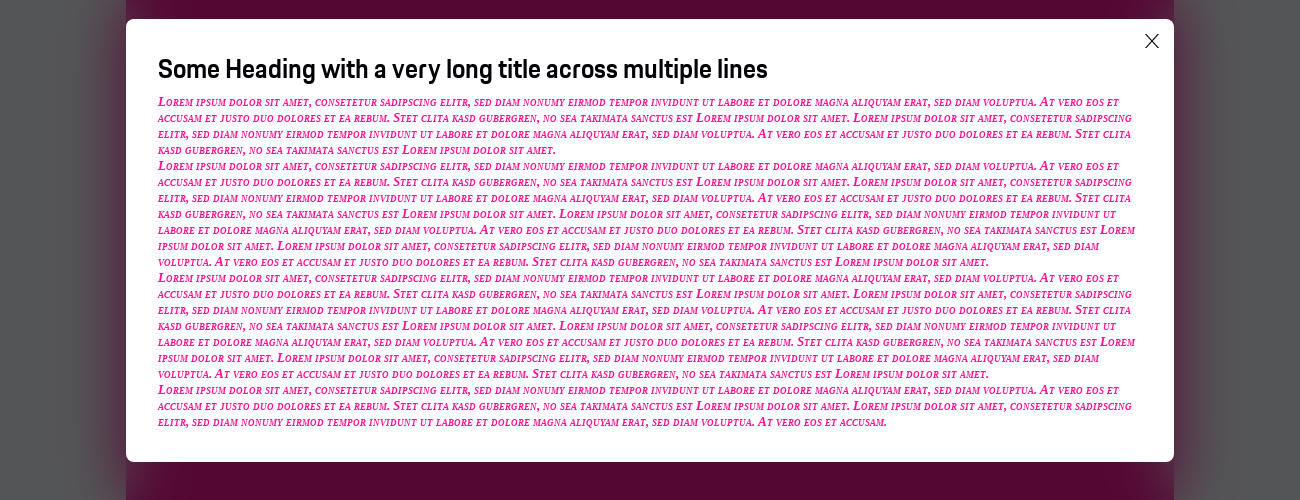 Some Heading with a very long title across multiple lines
Lorem ipsum dolor sit amet, consetetur sadipscing elitr, sed diam nonumy eirmod tempor invidunt ut labore et dolore magna aliquyam erat, sed diam voluptua. At vero eos et
accusam et justo duo dolores et ea rebum. Stet clita kasd gubergren, no sea takimata sanctus est Lorem ipsum dolor sit amet. Lorem ipsum dolor sit amet, consetetur sadipscing
elitr, sed diam nonumy eirmod tempor invidunt ut labore et dolore magna aliquyam erat, sed diam voluptua. At vero eos et accusam et justo duo dolores et ea rebum. Stet clita
kasd gubergren, no sea takimata sanctus est Lorem ipsum dolor sit amet.
Lorem ipsum dolor sit amet, consetetur sadipscing elitr, sed diam nonumy eirmod tempor invidunt ut labore et dolore magna aliquyam erat, sed diam voluptua. At vero eos et
accusam et justo duo dolores et ea rebum. Stet clita kasd gubergren, no sea takimata sanctus est Lorem ipsum dolor sit amet. Lorem ipsum dolor sit amet, consetetur sadipscing
elitr, sed diam nonumy eirmod tempor invidunt ut labore et dolore magna aliquyam erat, sed diam voluptua. At vero eos et accusam et justo duo dolores et ea rebum. Stet clita
kasd gubergren, no sea takimata sanctus est Lorem ipsum dolor sit amet. Lorem ipsum dolor sit amet, consetetur sadipscing elitr, sed diam nonumy eirmod tempor invidunt ut
labore et dolore magna aliquyam erat, sed diam voluptua. At vero eos et accusam et justo duo dolores et ea rebum. Stet clita kasd gubergren, no sea takimata sanctus est Lorem
ipsum dolor sit amet. Lorem ipsum dolor sit amet, consetetur sadipscing elitr, sed diam nonumy eirmod tempor invidunt ut labore et dolore magna aliquyam erat, sed diam
voluptua. At vero eos et accusam et justo duo dolores et ea rebum. Stet clita kasd gubergren, no sea takimata sanctus est Lorem ipsum dolor sit amet.
Lorem ipsum dolor sit amet, consetetur sadipscing elitr, sed diam nonumy eirmod tempor invidunt ut labore et dolore magna aliquyam erat, sed diam voluptua. At vero eos et
accusam et justo duo dolores et ea rebum. Stet clita kasd gubergren, no sea takimata sanctus est Lorem ipsum dolor sit amet. Lorem ipsum dolor sit amet, consetetur sadipscing
elitr, sed diam nonumy eirmod tempor invidunt ut labore et dolore magna aliquyam erat, sed diam voluptua. At vero eos et accusam et justo duo dolores et ea rebum. Stet clita
kasd gubergren, no sea takimata sanctus est Lorem ipsum dolor sit amet. Lorem ipsum dolor sit amet, consetetur sadipscing elitr, sed diam nonumy eirmod tempor invidunt ut
labore et dolore magna aliquyam erat, sed diam voluptua. At vero eos et accusam et justo duo dolores et ea rebum. Stet clita kasd gubergren, no sea takimata sanctus est Lorem
ipsum dolor sit amet. Lorem ipsum dolor sit amet, consetetur sadipscing elitr, sed diam nonumy eirmod tempor invidunt ut labore et dolore magna aliquyam erat, sed diam
voluptua. At vero eos et accusam et justo duo dolores et ea rebum. Stet clita kasd gubergren, no sea takimata sanctus est Lorem ipsum dolor sit amet.
Lorem ipsum dolor sit amet, consetetur sadipscing elitr, sed diam nonumy eirmod tempor invidunt ut labore et dolore magna aliquyam erat, sed diam voluptua. At vero eos et
accusam et justo duo dolores et ea rebum. Stet clita kasd gubergren, no sea takimata sanctus est Lorem ipsum dolor sit amet. Lorem ipsum dolor sit amet, consetetur sadipscing
elitr, sed diam nonumy eirmod tempor invidunt ut labore et dolore magna aliquyam erat, sed diam voluptua. At vero eos et accusam.